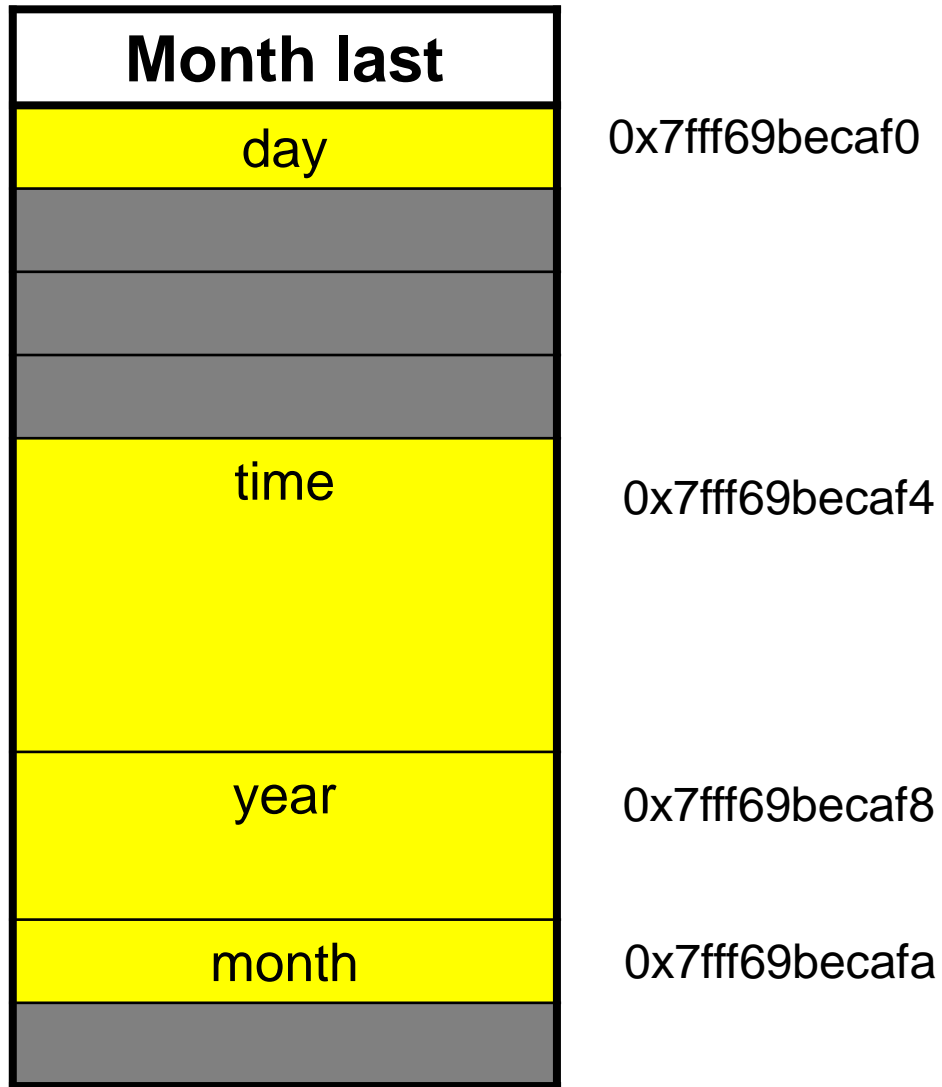 Month last
day 0x7fff69becaf0
time 0x7fff69becaf4
year 0x7fff69becaf8
month 0x7fff69becafa